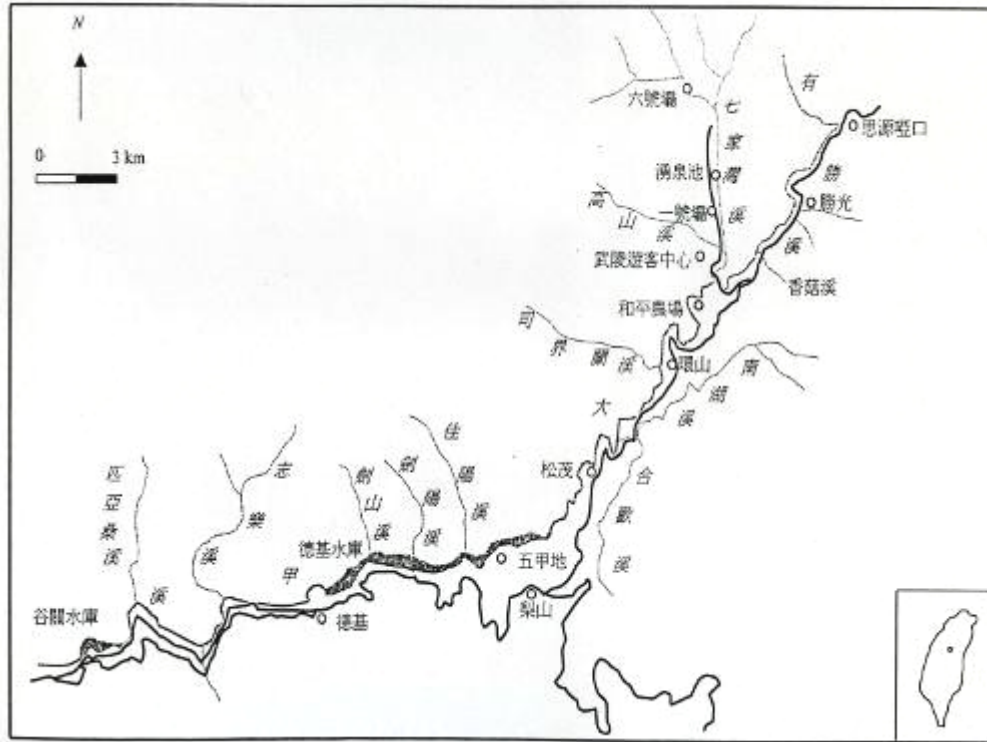 N
0 3 km
六號壩
七家灣溪
有勝溪
思源啞口
湧泉池
一號壩
高山溪
勝光
武陵遊客中心
香菇溪
和平農場
司界蘭溪
環山
南湖溪
大甲溪
松茂
合歡溪
佳陽溪
劍陽溪
劍山溪
志樂溪
匹亞桑溪
德基水庫
五甲地
梨山
德基
谷關水庫